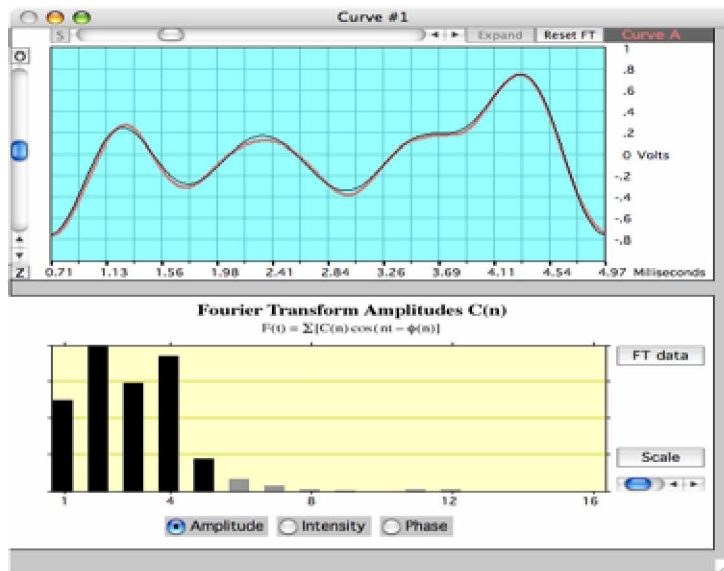 Curve #1
S Expand Reset FT Curve A
O
1
.8
.6
.4
.2
0 Volts
-.2
-.4
-.6
-.8
Z 0.71 1.13 1.56 1.98 2.41 2.84 3.26 3.69 4.11 4.54 4.97 Milliseconds
Fourier Transform Amplitudes C(n)
F(t) = Σ[C(n) cos(nt – ϕ(n)]
FT data
Scale
1 4 8 12 16
Amplitude Intensity Phase